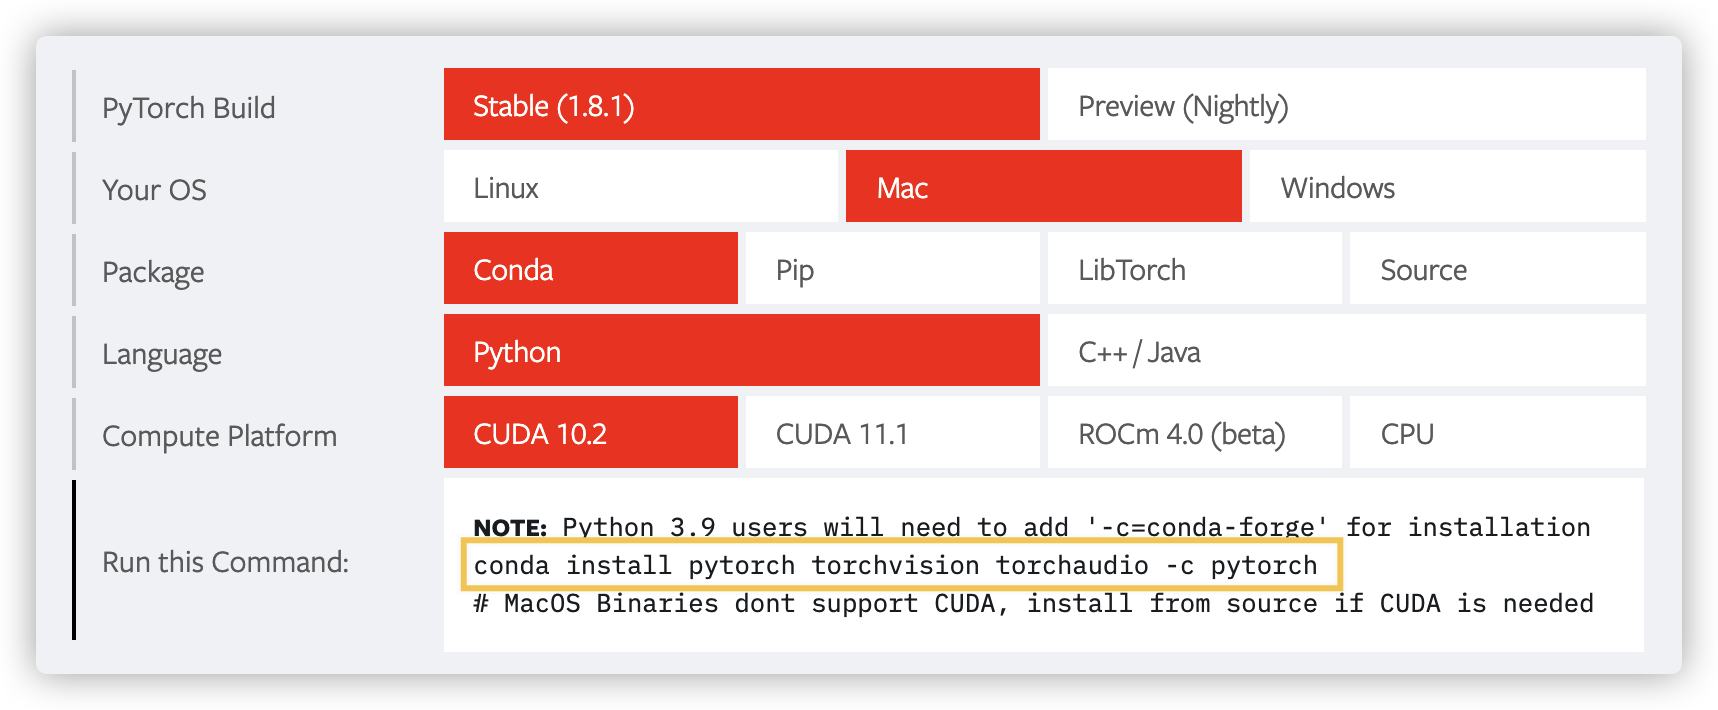 PyTorch Build
Stable (1.8.1)
Preview (Nightly)
Your OS
Linux
Mac
Windows
Package
Conda
Pip
LibTorch
Source
Language
Python
C++ / Java
Compute Platform
CUDA 10.2
CUDA 11.1
ROCm 4.0 (beta)
CPU
Run this Command:
NOTE: Python 3.9 users will need to add '-c=conda-forge' for installation
conda install pytorch torchvision torchaudio -c pytorch
# MacOS Binaries dont support CUDA, install from source if CUDA is needed